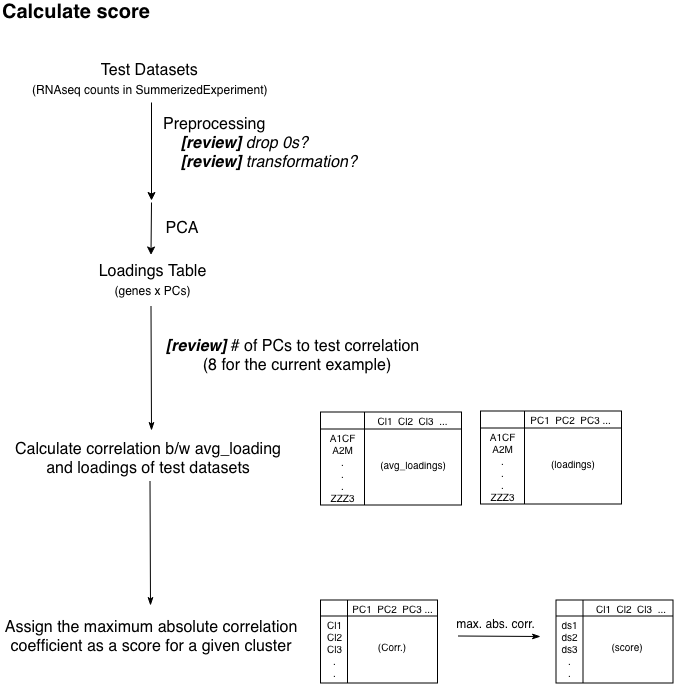 Calculate score
Test Datasets
(RNAseq counts in SummerizedExperiment)
Preprocessing
[review] drop 0s?
[review] transformation?
PCA
Loadings Table
(genes x PCs)
[review] # of PCs to test correlation
(8 for the current example)
Calculate correlation b/w avg_loading
and loadings of test datasets
Cl1 Cl2 Cl3 ...
A1CF
A2M
.
.
.
ZZZ3
(avg_loadings)
PC1 PC2 PC3 ...
A1CF
A2M
.
.
.
ZZZ3
(loadings)
Assign the maximum absolute correlation
coefficient as a score for a given cluster
PC1 PC2 PC3 ...
Cl1
Cl2
Cl3
.
.
(Corr.)
max. abs. corr.
Cl1 Cl2 Cl3 ...
ds1
ds2
ds3
.
.
(score)